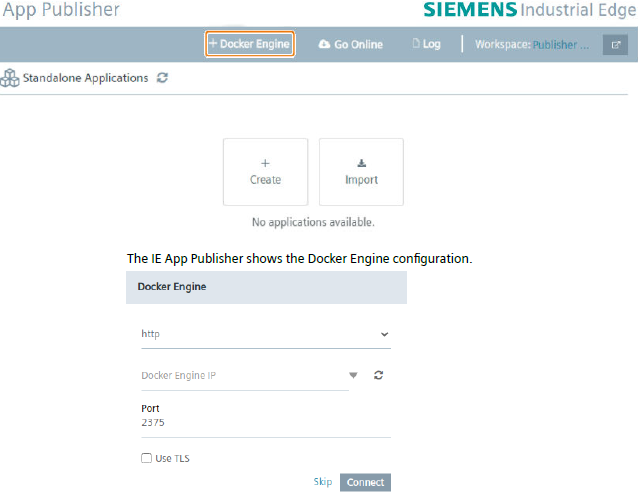 App Publisher
SIEMENS Industrial Edge
+ Docker Engine
Go Online
Log
Workspace: Publisher ...
Standalone Applications
+
Create
Import
No applications available.
The IE App Publisher shows the Docker Engine configuration.
Docker Engine
http
Docker Engine IP
Port
2375
Use TLS
Skip
Connect